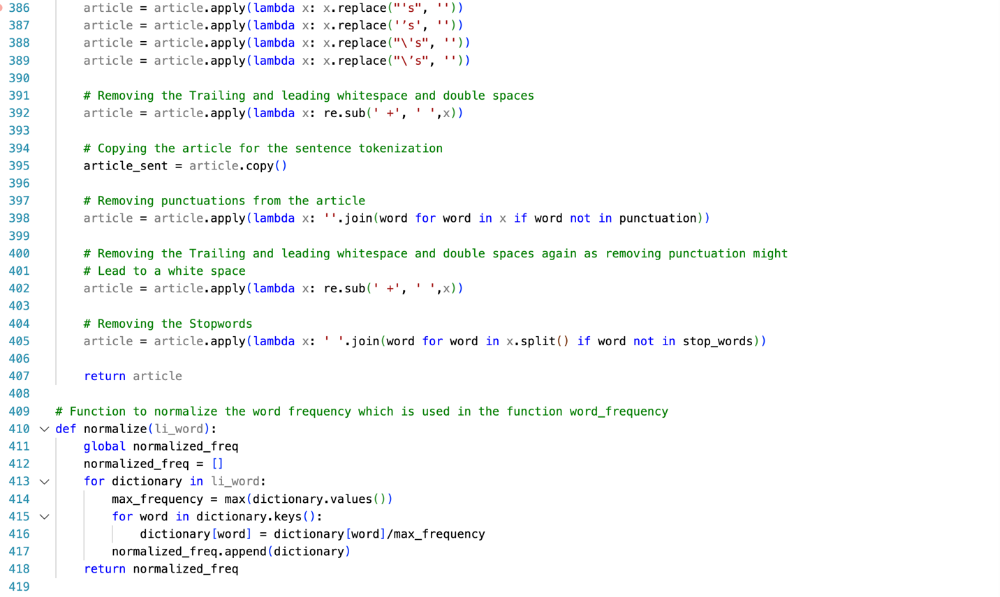 386 article = article.apply(lambda x: x.replace("'s", ''))
387 article = article.apply(lambda x: x.replace('’s', ''))
388 article = article.apply(lambda x: x.replace("\'s", ''))
389 article = article.apply(lambda x: x.replace("\’s", ''))
390
391 # Removing the Trailing and leading whitespace and double spaces
392 article = article.apply(lambda x: re.sub(' +', ' ',x))
393
394 # Copying the article for the sentence tokenization
395 article_sent = article.copy()
396
397 # Removing punctuations from the article
398 article = article.apply(lambda x: ''.join(word for word in x if word not in punctuation))
399
400 # Removing the Trailing and leading whitespace and double spaces again as removing punctuation might
401 # Lead to a white space
402 article = article.apply(lambda x: re.sub(' +', ' ',x))
403
404 # Removing the Stopwords
405 article = article.apply(lambda x: ' '.join(word for word in x.split() if word not in stop_words))
406
407 return article
408
409 # Function to normalize the word frequency which is used in the function word_frequency
410 def normalize(li_word):
411 global normalized_freq
412 normalized_freq = []
413 for dictionary in li_word:
414 max_frequency = max(dictionary.values())
415 for word in dictionary.keys():
416 dictionary[word] = dictionary[word]/max_frequency
417 normalized_freq.append(dictionary)
418 return normalized_freq
419